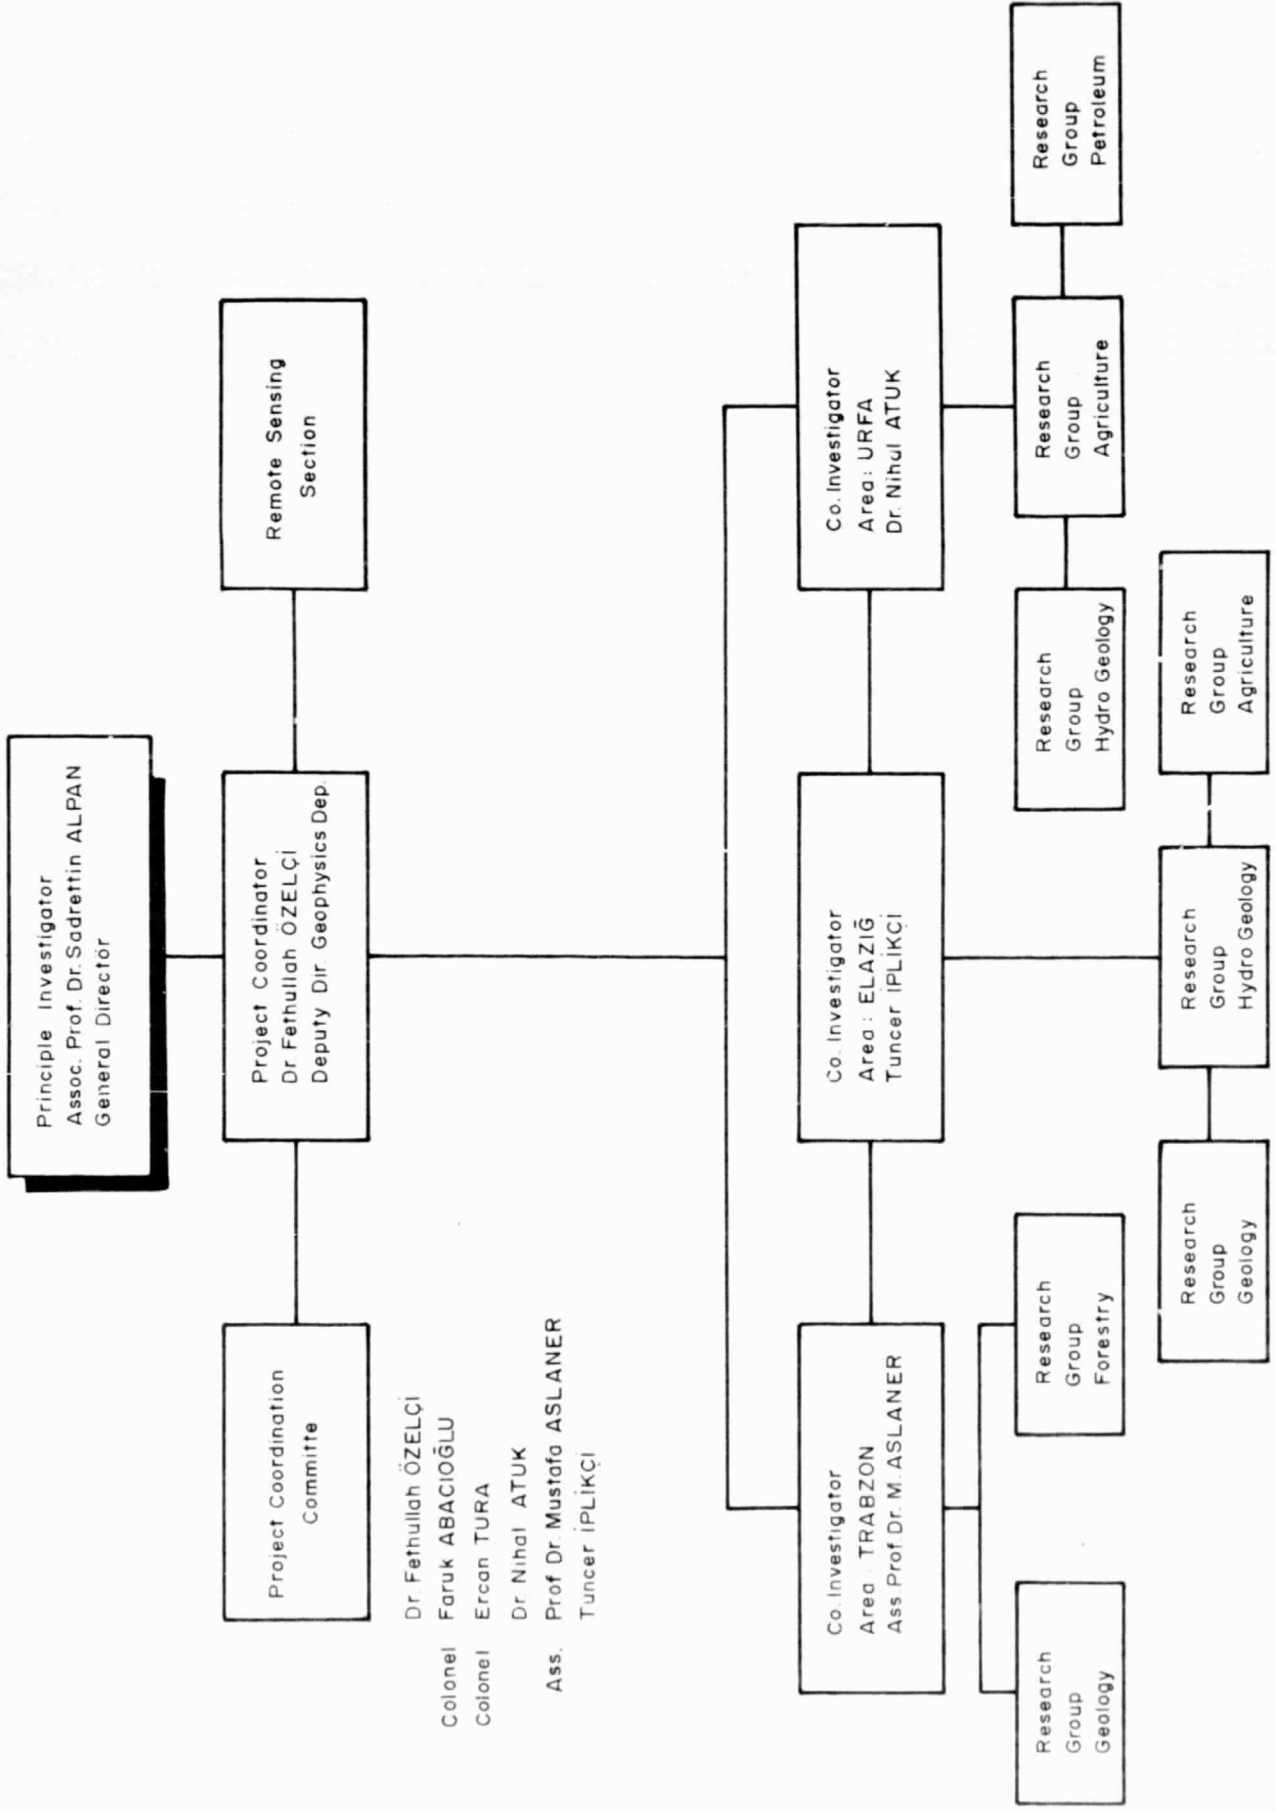 Principle Investigator
Assoc. Prof. Dr. Sadrettin ALPAN
General Director
Project Coordination
Committe
Project Coordinator
Dr Fethullah ÖZELÇİ
Deputy Dir. Geophysics Dep.
Remote Sensing
Section
Dr. Fethullah ÖZELÇİ
Colonel Faruk ABACIOĞLU
Colonel Ercan TURA
Dr. Nihal ATUK
Ass. Prof Dr. Mustafa ASLANER
Tuncer İPLİKÇİ
Co. Investigator
Area : TRABZON
Ass. Prof. Dr. M. ASLANER
Co. Investigator
Area : ELAZIĞ
Tuncer İPLİKÇİ
Co. Investigator
Area : URFA
Dr. Nihul ATUK
Research
Group
Geology
Research
Group
Forestry
Research
Group
Hydro Geology
Research
Group
Agriculture
Research
Group
Petroleum
Research
Group
Geology
Research
Group
Hydro Geology
Research
Group
Agriculture